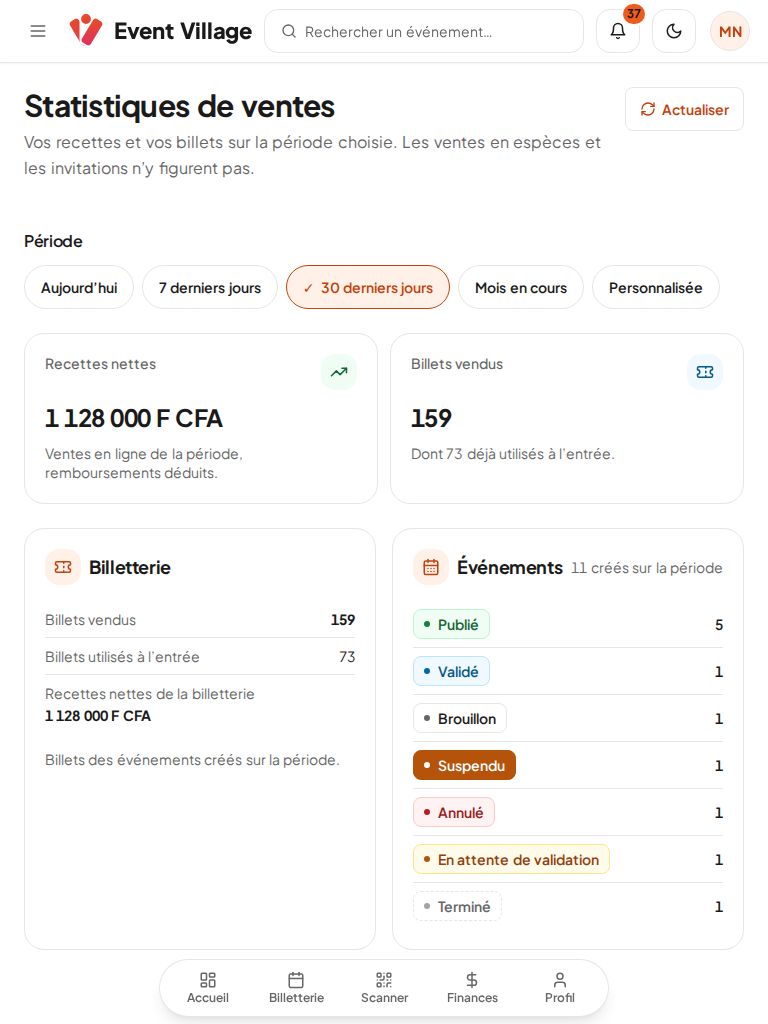 Event Village
Rechercher un événement...
37
MN
Statistiques de ventes
Actualiser
Vos recettes et vos billets sur la période choisie. Les ventes en espèces et
les invitations n'y figurent pas.
Période
Aujourd'hui
7 derniers jours
✓ 30 derniers jours
Mois en cours
Personnalisée
Recettes nettes
1 128 000 F CFA
Ventes en ligne de la période,
remboursements déduits.
Billets vendus
159
Dont 73 déjà utilisés à l'entrée.
Billetterie
Billets vendus 159
Billets utilisés à l'entrée 73
Recettes nettes de la billetterie
1 128 000 F CFA
Billets des événements créés sur la période.
Événements 11 créés sur la période
Publié 5
Validé 1
Brouillon 1
Suspendu 1
Annulé 1
En attente de validation 1
Terminé 1
Accueil
Billetterie
Scanner
Finances
Profil